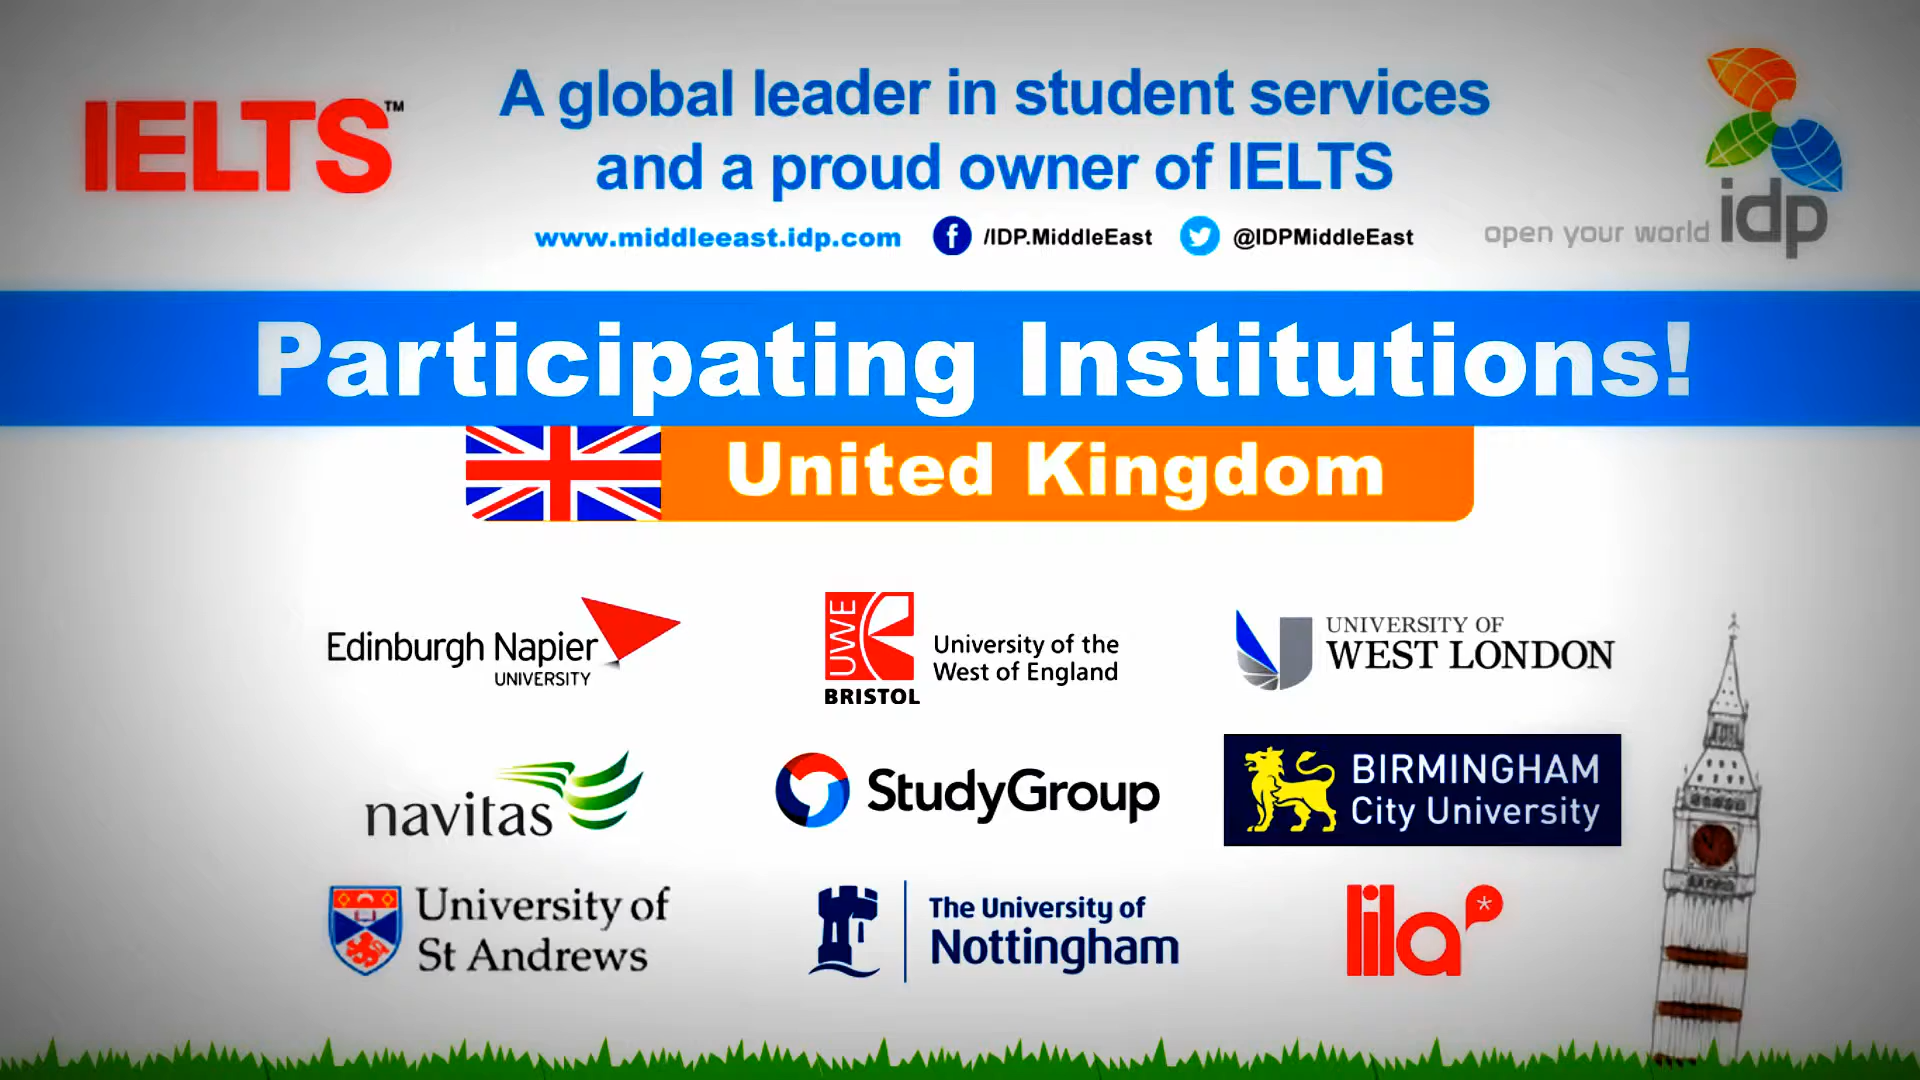 IELTS™
A global leader in student services
and a proud owner of IELTS
www.middleeast.idp.com
/IDP.MiddleEast
@IDPMiddleEast
open your world idp
Participating Institutions!
United Kingdom
Edinburgh Napier
UNIVERSITY
UWE
BRISTOL
University of the
West of England
UNIVERSITY OF
WEST LONDON
navitas
StudyGroup
BIRMINGHAM
City University
University of
St Andrews
The University of
Nottingham
lila*